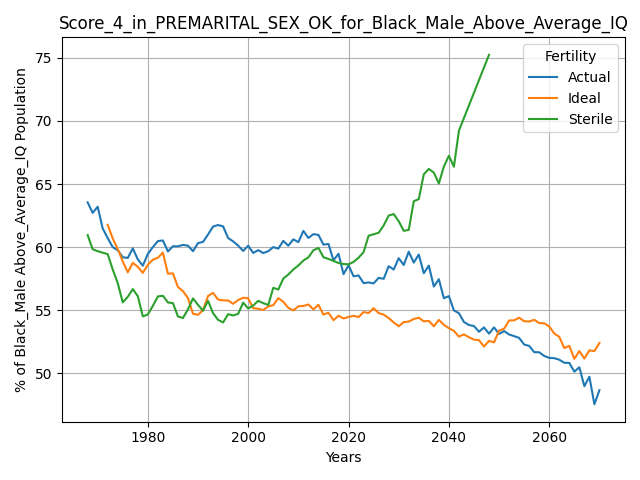 Score_4_in_PREMARITAL_SEX_OK_for_Black_Male_Above_Average_IQ
% of Black_Male Above_Average_IQ Population
75
70
65
60
55
50
Fertility
Actual
Ideal
Sterile
1980
2000
2020
2040
2060
Years